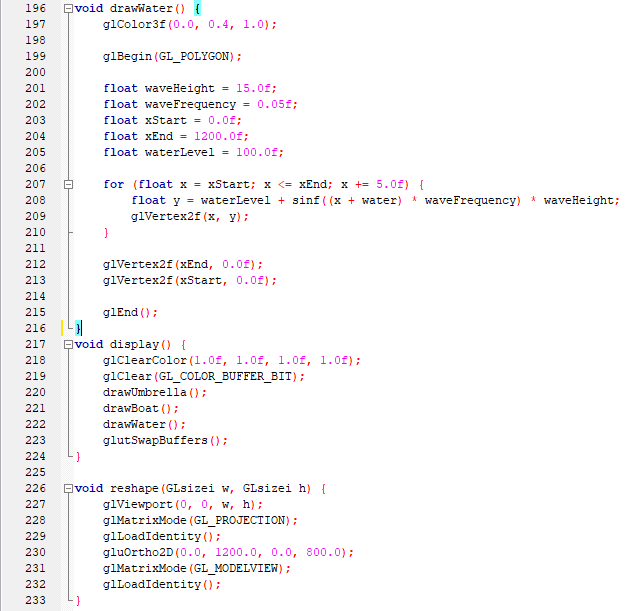 196 void drawWater() {
197     glColor3f(0.0, 0.4, 1.0);
198
199     glBegin(GL_POLYGON);
200
201     float waveHeight = 15.0f;
202     float waveFrequency = 0.05f;
203     float xStart = 0.0f;
204     float xEnd = 1200.0f;
205     float waterLevel = 100.0f;
206
207     for (float x = xStart; x <= xEnd; x += 5.0f) {
208         float y = waterLevel + sinf((x + water) * waveFrequency) * waveHeight;
209         glVertex2f(x, y);
210     }
211
212     glVertex2f(xEnd, 0.0f);
213     glVertex2f(xStart, 0.0f);
214
215     glEnd();
216 }
217 void display() {
218     glClearColor(1.0f, 1.0f, 1.0f, 1.0f);
219     glClear(GL_COLOR_BUFFER_BIT);
220     drawUmbrella();
221     drawBoat();
222     drawWater();
223     glutSwapBuffers();
224 }
225
226 void reshape(GLsizei w, GLsizei h) {
227     glViewport(0, 0, w, h);
228     glMatrixMode(GL_PROJECTION);
229     glLoadIdentity();
230     gluOrtho2D(0.0, 1200.0, 0.0, 800.0);
231     glMatrixMode(GL_MODELVIEW);
232     glLoadIdentity();
233 }